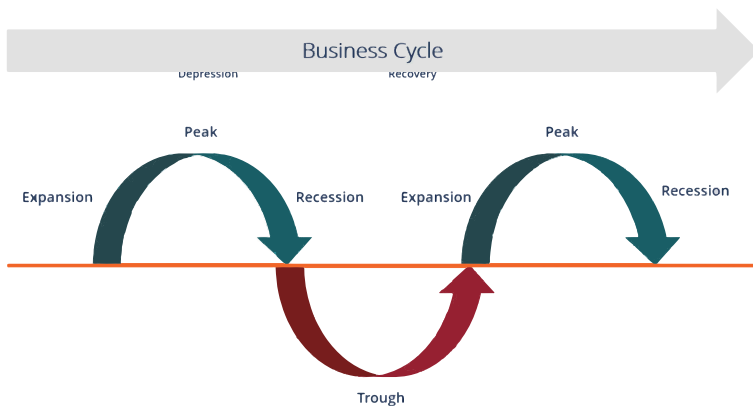 Business Cycle
Depression
Recovery
Peak
Peak
Expansion
Recession
Expansion
Recession
Trough